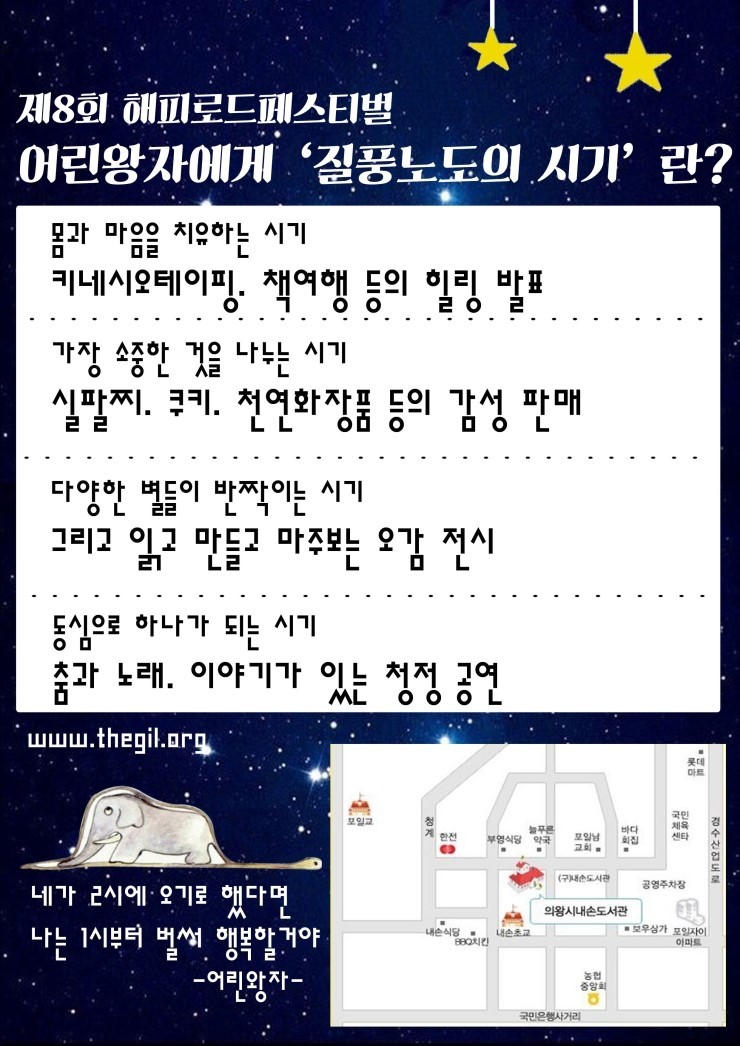 제8회 해피로드페스티벌
어린왕자에게 ‘질풍노도의 시기’ 란?
몸과 마음을 치유하는 시기
키네시오테이핑. 책여행 등의 힐링 발표
가장 소중한 것을 나누는 시기
실팔찌. 쿠키. 천연화장품 등의 감성 판매
다양한 별들이 반짝이는 시기
그리고 읽고 만들고 마주보는 오감 전시
동심으로 하나가 되는 시기
춤과 노래. 이야기가 있는 청정 공연
www.thegil.org
네가 2시에 오기로 했다면
나는 1시부터 벌써 행복할거야
-어린왕자-
롯데
마트
포일교
청계
한전
부영식당
늘푸른
약국
포일남
교회
바다
회집
국민
체육
센타
경수산업도로
(구)내손도서관
공영주차장
의왕시내손도서관
내손식당
BBQ치킨
내손초교
보우상가
포일자이
아파트
농협
중앙회
국민은행사거리